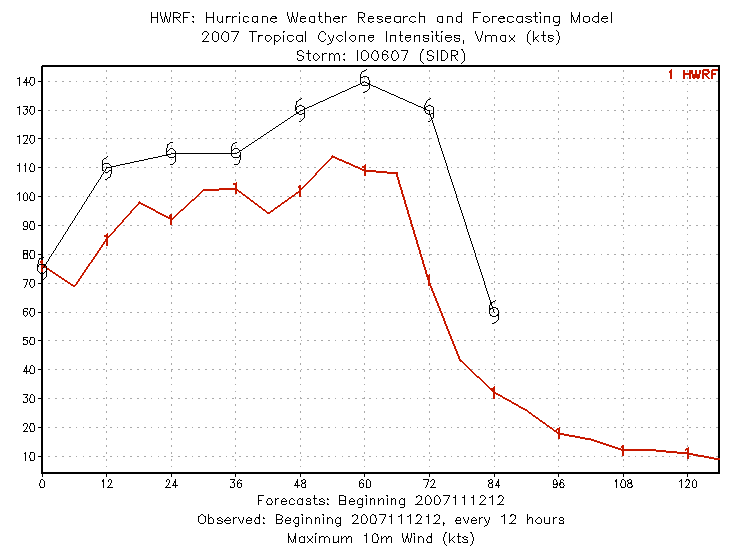 HWRF: Hurricane Weather Research and Forecasting Model
2007 Tropical Cyclone Intensities, Vmax (kts)
Storm: IO0607 (SIDR)
1 HWRF
140
130
120
110
100
90
80
70
60
50
40
30
20
10
0 12 24 36 48 60 72 84 96 108 120
Forecasts: Beginning 2007111212
Observed: Beginning 2007111212, every 12 hours
Maximum 10m Wind (kts)